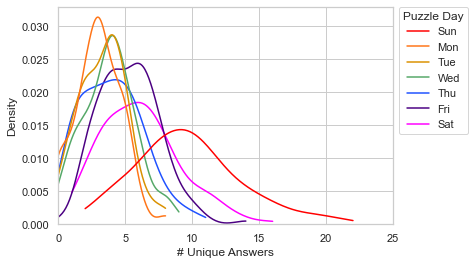 Puzzle Day
Sun
Mon
Tue
Wed
Thu
Fri
Sat
Density
0.030
0.025
0.020
0.015
0.010
0.005
0.000
0 5 10 15 20 25
# Unique Answers